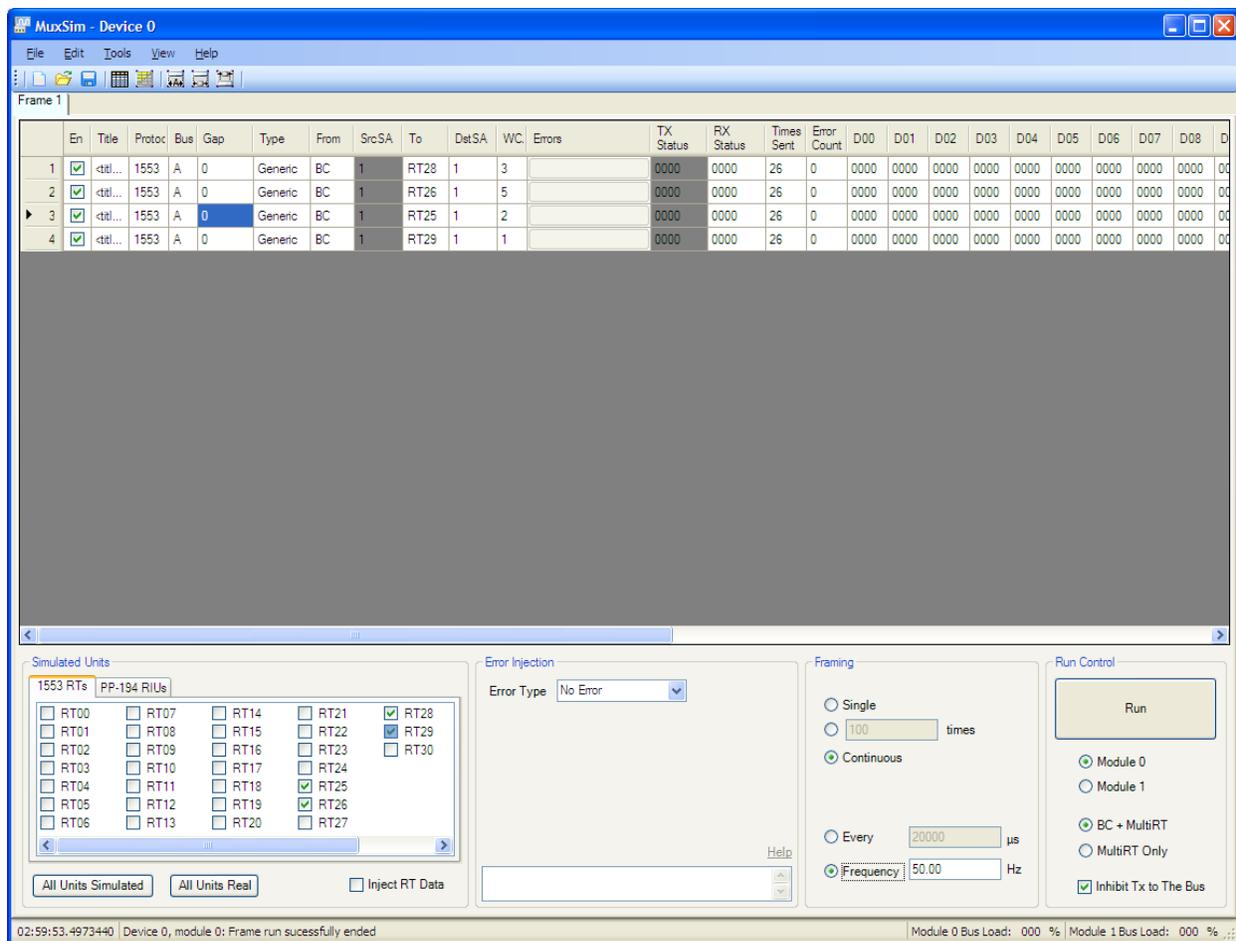 MuxSim - Device 0
File Edit Tools View Help
Frame 1
En Title Protoc Bus Gap Type From SrcSA To DstSA WC. Errors TX Status RX Status Times Sent Error Count D00 D01 D02 D03 D04 D05 D06 D07 D08 D
1 <titl... 1553 A 0 Generic BC 1 RT28 1 3 0000 0000 26 0 0000 0000 0000 0000 0000 0000 0000 0000 0000 00
2 <titl... 1553 A 0 Generic BC 1 RT26 1 5 0000 0000 26 0 0000 0000 0000 0000 0000 0000 0000 0000 0000 00
3 <titl... 1553 A 0 Generic BC 1 RT25 1 2 0000 0000 26 0 0000 0000 0000 0000 0000 0000 0000 0000 0000 00
4 <titl... 1553 A 0 Generic BC 1 RT29 1 1 0000 0000 26 0 0000 0000 0000 0000 0000 0000 0000 0000 0000 00
Simulated Units
1553 RTs PP-194 RIUs
RT00 RT07 RT14 RT21 RT28
RT01 RT08 RT15 RT22 RT29
RT02 RT09 RT16 RT23 RT30
RT03 RT10 RT17 RT24
RT04 RT11 RT18 RT25
RT05 RT12 RT19 RT26
RT06 RT13 RT20 RT27
All Units Simulated All Units Real Inject RT Data
Error Injection
Error Type No Error
Help
Framing
Single
100 times
Continuous
Every 20000 µs
Frequency 50.00 Hz
Run Control
Run
Module 0
Module 1
BC + MultiRT
MultiRT Only
Inhibit Tx to The Bus
02:59:53.4973440 Device 0, module 0: Frame run sucessfully ended Module 0 Bus Load: 000 % Module 1 Bus Load: 000 %